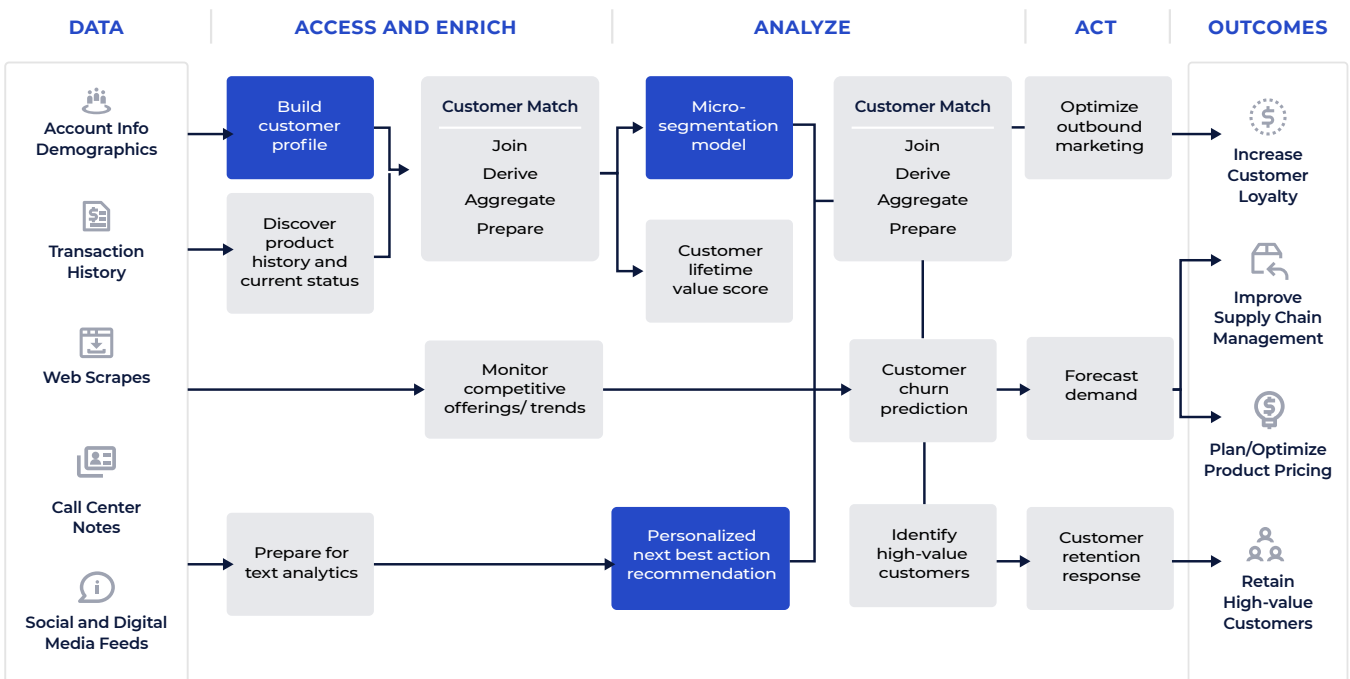 DATA
ACCESS AND ENRICH
ANALYZE
ACT
OUTCOMES
Account Info
Demographics
Transaction
History
Web Scrapes
Call Center
Notes
Social and Digital
Media Feeds
Build
customer
profile
Discover
product
history and
current status
Customer Match
Join
Derive
Aggregate
Prepare
Monitor
competitive
offerings/ trends
Prepare for
text analytics
Micro-
segmentation
model
Customer
lifetime
value score
Personalized
next best action
recommendation
Customer Match
Join
Derive
Aggregate
Prepare
Customer
churn
prediction
Identify
high-value
customers
Optimize
outbound
marketing
Forecast
demand
Customer
retention
response
Increase
Customer
Loyalty
Improve
Supply Chain
Management
Plan/Optimize
Product Pricing
Retain
High-value
Customers